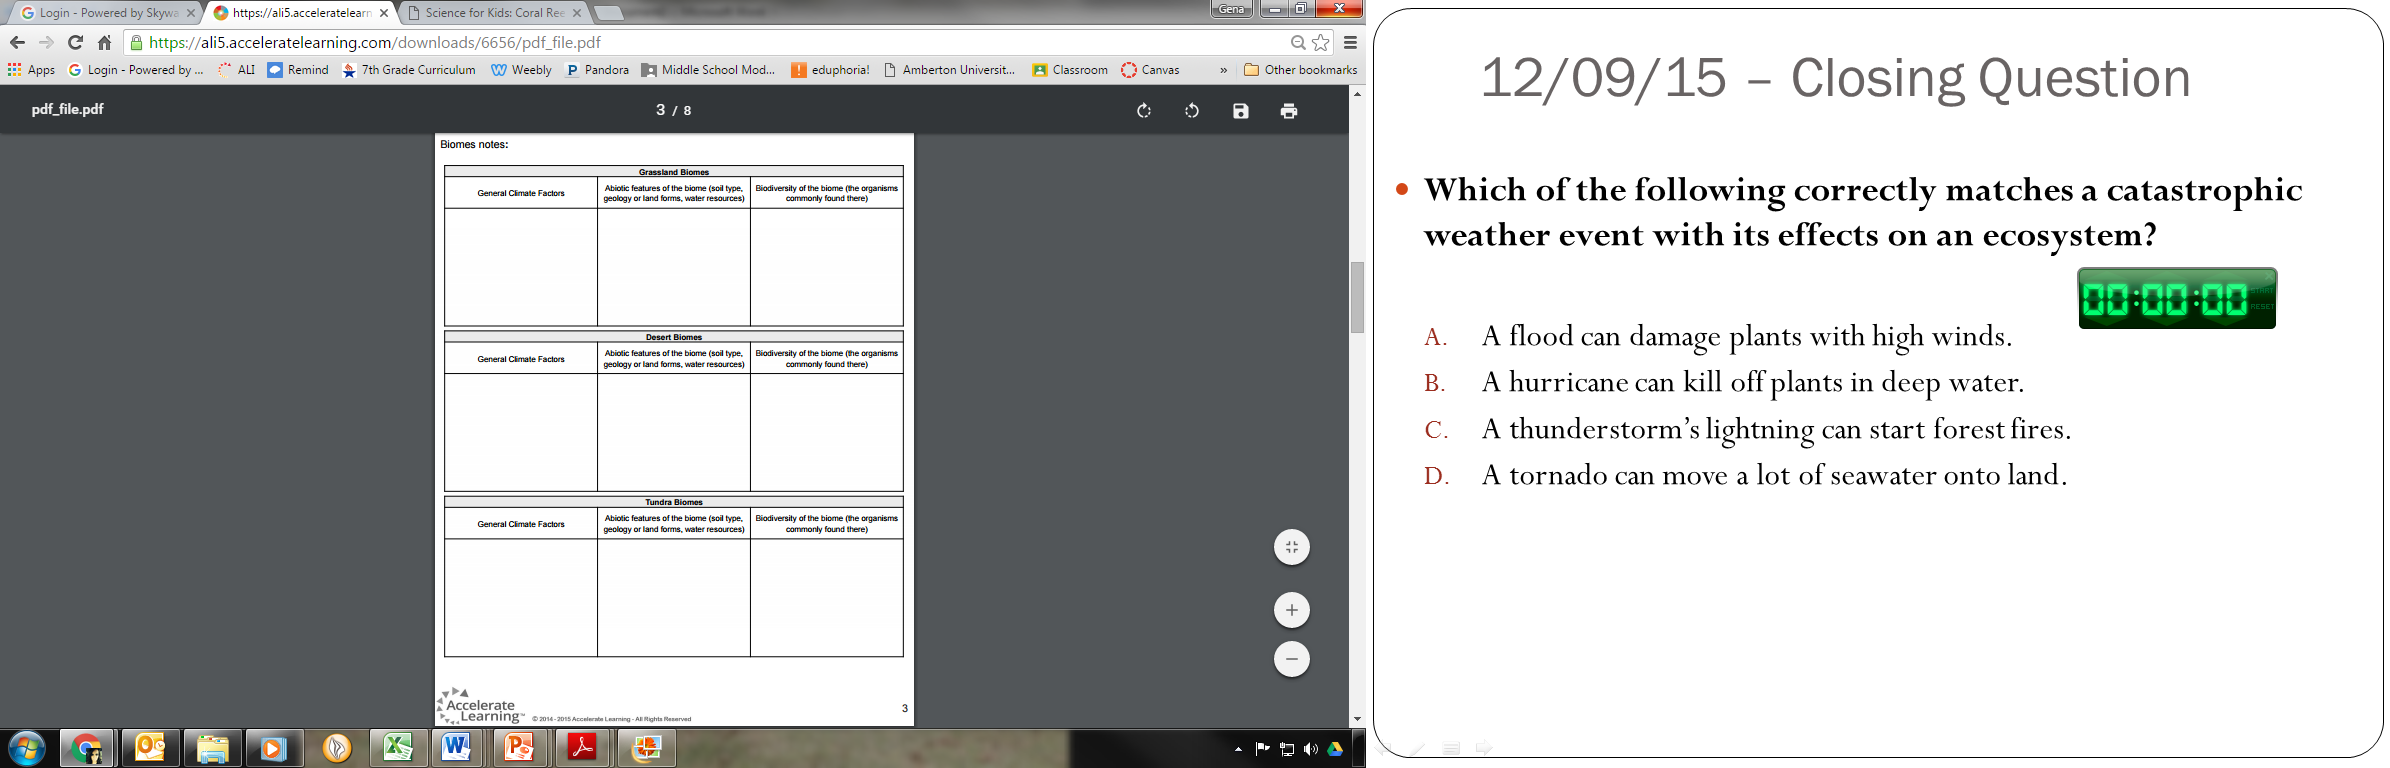 Login - Powered by Skywa
https://ali5.acceleratelearn
Science for Kids: Coral Ree
Gena
https://ali5.acceleratelearning.com/downloads/6656/pdf_file.pdf
Apps
Login - Powered by ...
ALI
Remind
7th Grade Curriculum
Weebly
Pandora
Middle School Mod...
eduphoria!
Amberton Universit...
Classroom
Canvas
»
Other bookmarks
pdf_file.pdf
3 / 8
Biomes notes:
Grassland Biomes
General Climate Factors
Abiotic features of the biome (soil type,
geology or land forms, water resources)
Biodiversity of the biome (the organisms
commonly found there)
Desert Biomes
General Climate Factors
Abiotic features of the biome (soil type,
geology or land forms, water resources)
Biodiversity of the biome (the organisms
commonly found there)
Tundra Biomes
General Climate Factors
Abiotic features of the biome (soil type,
geology or land forms, water resources)
Biodiversity of the biome (the organisms
commonly found there)
Accelerate
Learning™
© 2014 - 2015 Accelerate Learning - All Rights Reserved
3
12/09/15 – Closing Question
• Which of the following correctly matches a catastrophic
weather event with its effects on an ecosystem?
00:00:00
START
RESET
A. A flood can damage plants with high winds.
B. A hurricane can kill off plants in deep water.
C. A thunderstorm’s lightning can start forest fires.
D. A tornado can move a lot of seawater onto land.